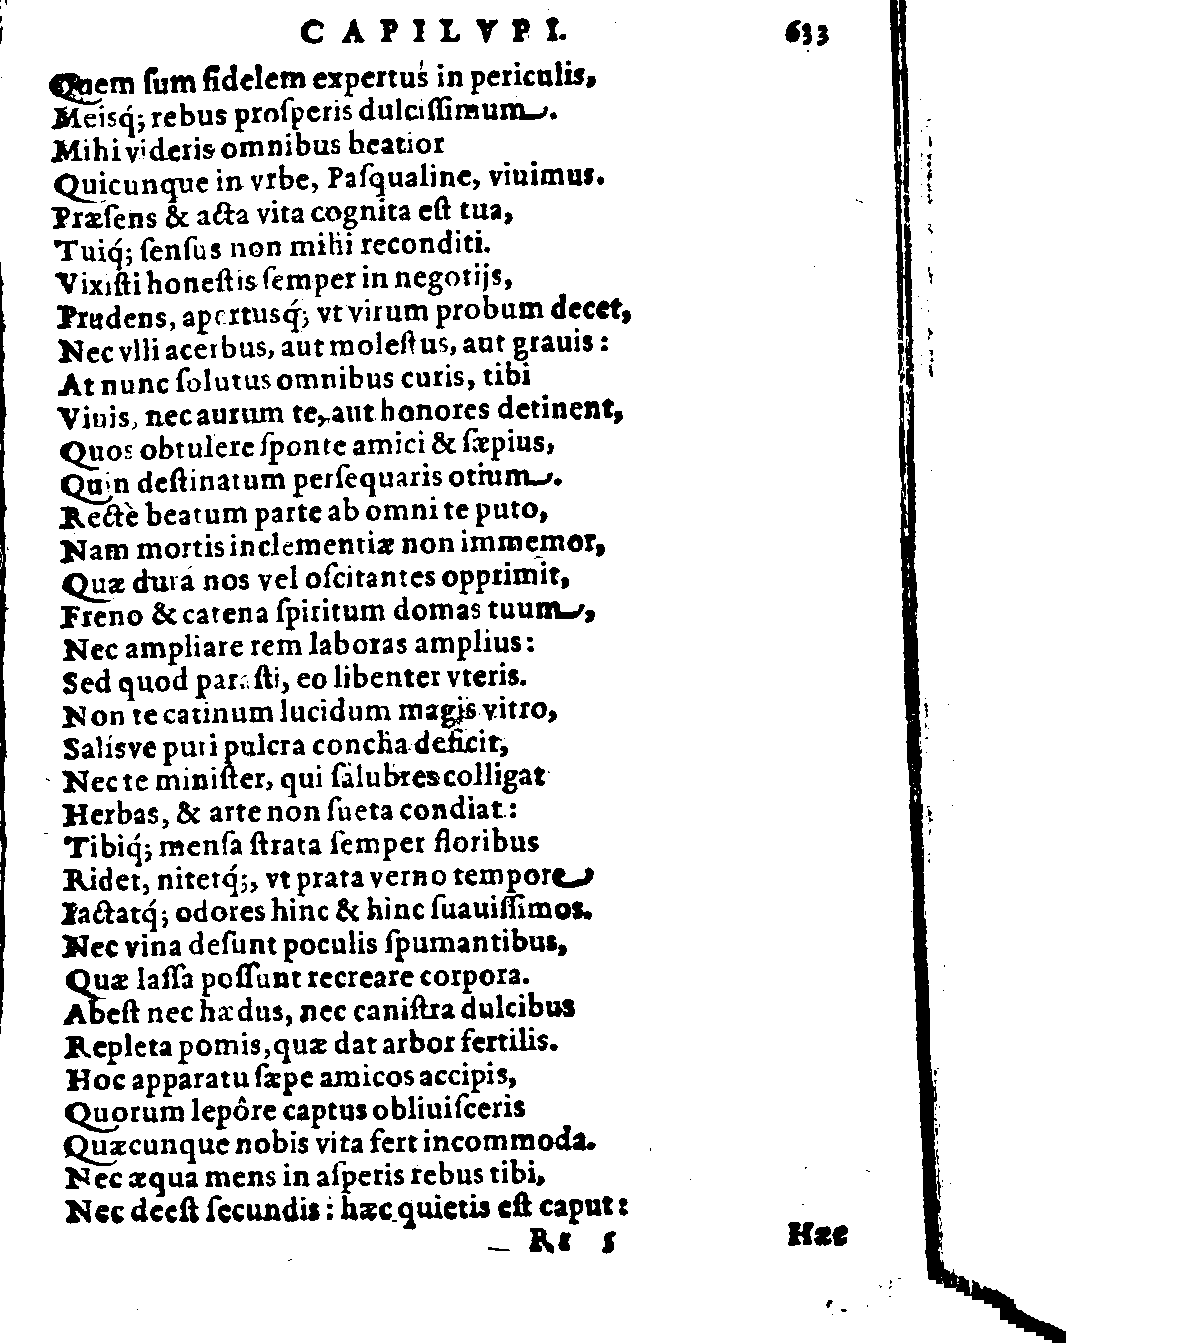 CAPILVPI. 633
Quem ſum fidelem expertus in periculis,
Meisq́; rebus proſperis dulciſſimum.
Mihi videris omnibus beatior
Quicunque in vrbe, Paſqualine, viuimus.
Præſens & acta vita cognita eſt tua,
Tuiq́; ſenſus non mihi reconditi.
Vixiſti honeſtis ſemper in negotijs,
Prudens, apertusq́; vt virum probum decet,
Nec vlli acerbus, aut moleſtus, aut grauis:
At nunc ſolutus omnibus curis, tibi
Viuis, nec aurum te, aut honores detinent,
Quos obtulere ſponte amici & ſæpius,
Quin deſtinatum perſequaris otium.
Rectè beatum parte ab omni te puto,
Nam mortis inclementiæ non immemor,
Quæ dura nos vel oſcitantes opprimit,
Freno & catena ſpiritum domas tuum,
Nec ampliare rem laboras amplius:
Sed quod paraſti, eo libenter vteris.
Non te catinum lucidum magis vitro,
Salisve puri pulcra concha deficit,
Nec te miniſter, qui ſalubres colligat
Herbas, & arte non ſueta condiat:
Tibiq́; menſa ſtrata ſemper floribus
Ridet, nitetq́;, vt prata verno tempore
Iactatq́; odores hinc & hinc ſuauiſſimos.
Nec vina deſunt poculis ſpumantibus,
Quæ laſſa poſſunt recreare corpora.
Abeſt nec hædus, nec caniſtra dulcibus
Repleta pomis, quæ dat arbor fertilis.
Hoc apparatu ſæpe amicos accipis,
Quorum lepôre captus obliuiſceris
Quæcunque nobis vita fert incommoda.
Nec æqua mens in aſperis rebus tibi,
Nec deeſt ſecundis: hæc quietis eſt caput:
Rr 5 Hæc